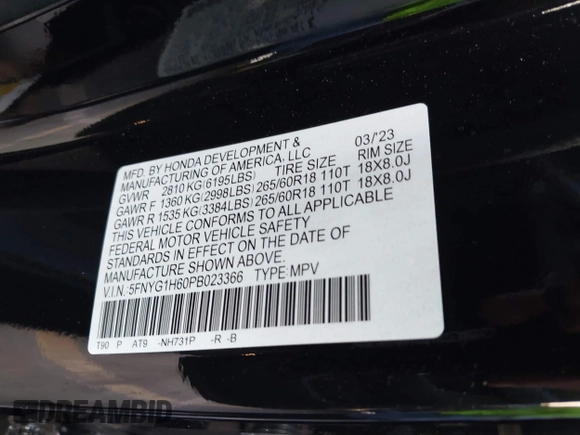 MFD. BY HONDA DEVELOPMENT & 03/'23
MANUFACTURING OF AMERICA, LLC
GVWR 2810 KG(6195LBS) TIRE SIZE RIM SIZE
GAWR F 1360 KG(2998LBS)265/60R18 110T 18X8.0J
GAWR R 1535 KG(3384LBS)265/60R18 110T 18X8.0J
THIS VEHICLE CONFORMS TO ALL APPLICABLE
FEDERAL MOTOR VEHICLE SAFETY
STANDARDS IN EFFECT ON THE DATE OF
MANUFACTURE SHOWN ABOVE.
V.I.N.:5FNYG1H60PB023366 TYPE:MPV
T90 P AT9 -NH731P -R -B
DREAMBID